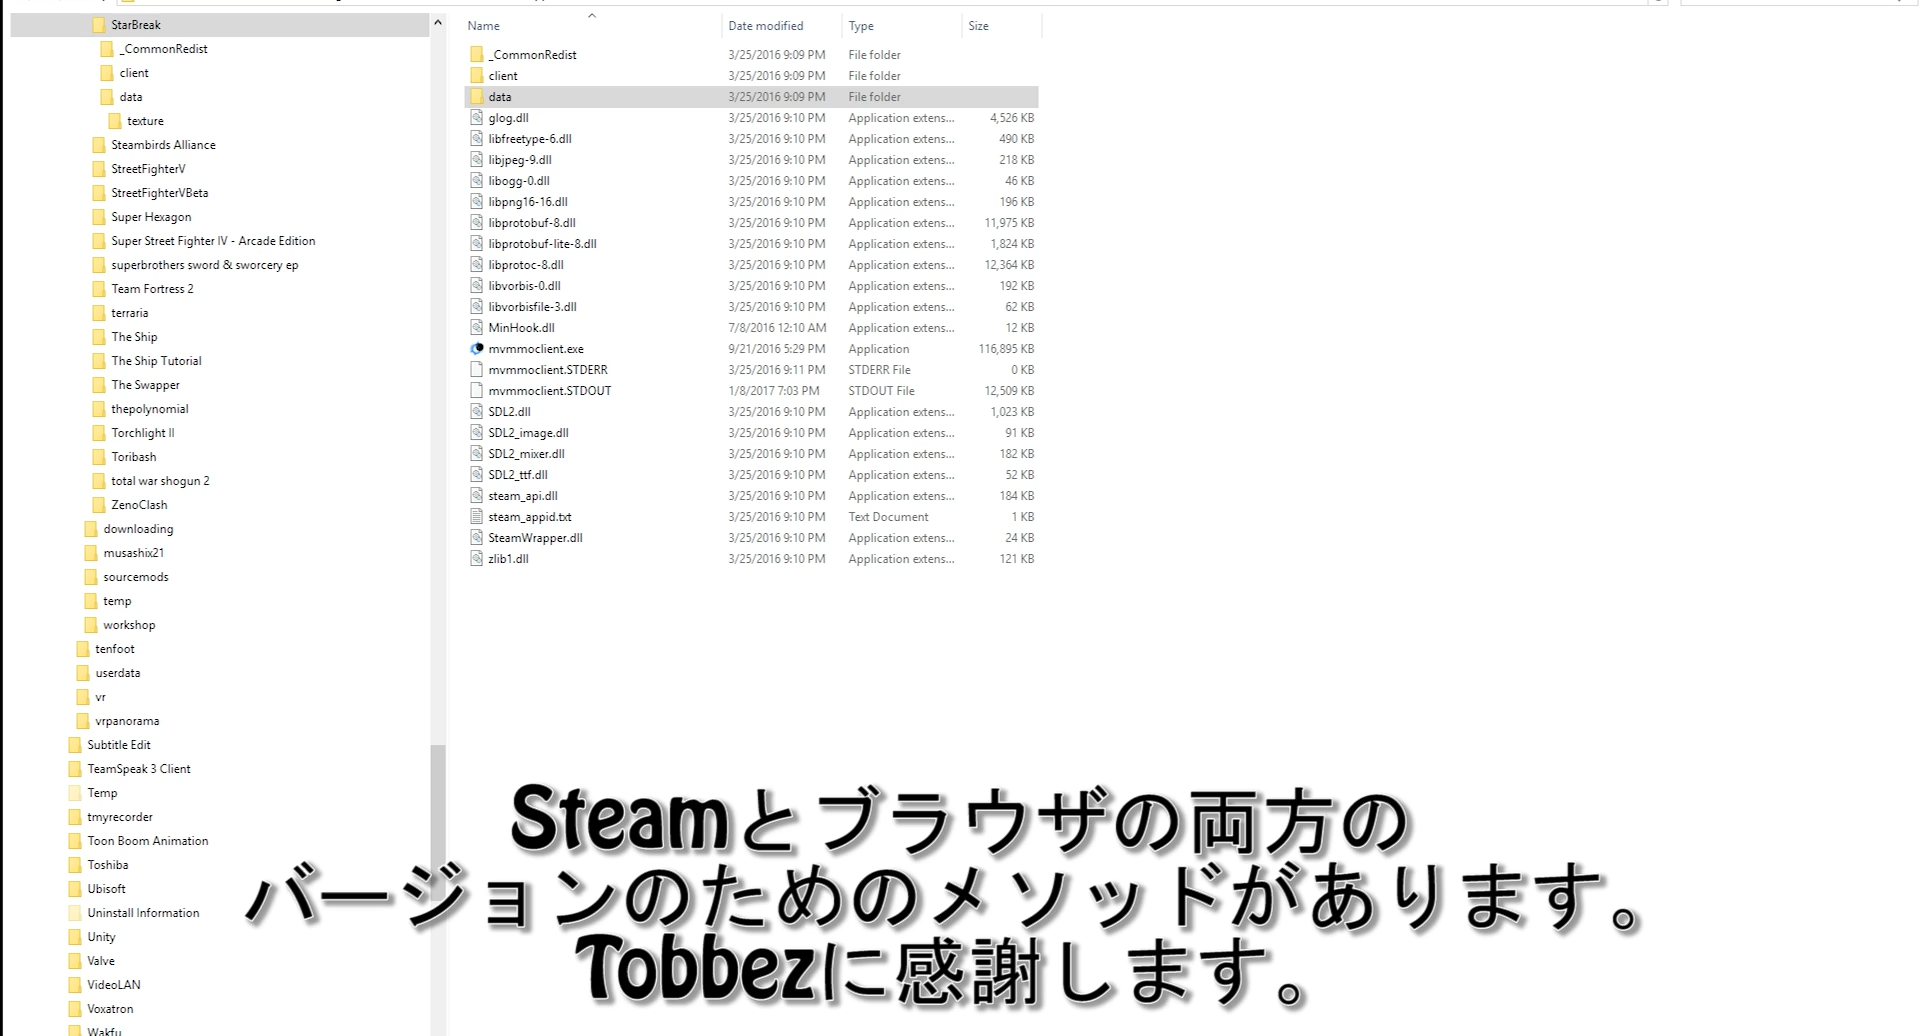 StarBreak
_CommonRedist
client
data
texture
Steambirds Alliance
StreetFighterV
StreetFighterVBeta
Super Hexagon
Super Street Fighter IV - Arcade Edition
superbrothers sword & sworcery ep
Team Fortress 2
terraria
The Ship
The Ship Tutorial
The Swapper
thepolynomial
Torchlight II
Toribash
total war shogun 2
ZenoClash
downloading
musashix21
sourcemods
temp
workshop
tenfoot
userdata
vr
vrpanorama
Subtitle Edit
TeamSpeak 3 Client
Temp
tmyrecorder
Toon Boom Animation
Toshiba
Ubisoft
Uninstall Information
Unity
Valve
VideoLAN
Voxatron
Wakfu
Name Date modified Type Size
_CommonRedist 3/25/2016 9:09 PM File folder
client 3/25/2016 9:09 PM File folder
data 3/25/2016 9:09 PM File folder
glog.dll 3/25/2016 9:10 PM Application extens... 4,526 KB
libfreetype-6.dll 3/25/2016 9:10 PM Application extens... 490 KB
libjpeg-9.dll 3/25/2016 9:10 PM Application extens... 218 KB
libogg-0.dll 3/25/2016 9:10 PM Application extens... 46 KB
libpng16-16.dll 3/25/2016 9:10 PM Application extens... 196 KB
libprotobuf-8.dll 3/25/2016 9:10 PM Application extens... 11,975 KB
libprotobuf-lite-8.dll 3/25/2016 9:10 PM Application extens... 1,824 KB
libprotoc-8.dll 3/25/2016 9:10 PM Application extens... 12,364 KB
libvorbis-0.dll 3/25/2016 9:10 PM Application extens... 192 KB
libvorbisfile-3.dll 3/25/2016 9:10 PM Application extens... 62 KB
MinHook.dll 7/8/2016 12:10 AM Application extens... 12 KB
mvmmoclient.exe 9/21/2016 5:29 PM Application 116,895 KB
mvmmoclient.STDERR 3/25/2016 9:11 PM STDERR File 0 KB
mvmmoclient.STDOUT 1/8/2017 7:03 PM STDOUT File 12,509 KB
SDL2.dll 3/25/2016 9:10 PM Application extens... 1,023 KB
SDL2_image.dll 3/25/2016 9:10 PM Application extens... 91 KB
SDL2_mixer.dll 3/25/2016 9:10 PM Application extens... 182 KB
SDL2_ttf.dll 3/25/2016 9:10 PM Application extens... 52 KB
steam_api.dll 3/25/2016 9:10 PM Application extens... 184 KB
steam_appid.txt 3/25/2016 9:10 PM Text Document 1 KB
SteamWrapper.dll 3/25/2016 9:10 PM Application extens... 24 KB
zlib1.dll 3/25/2016 9:10 PM Application extens... 121 KB
Steamとブラウザの両方の
バージョンのためのメソッドがあります。
Tobbezに感謝します。